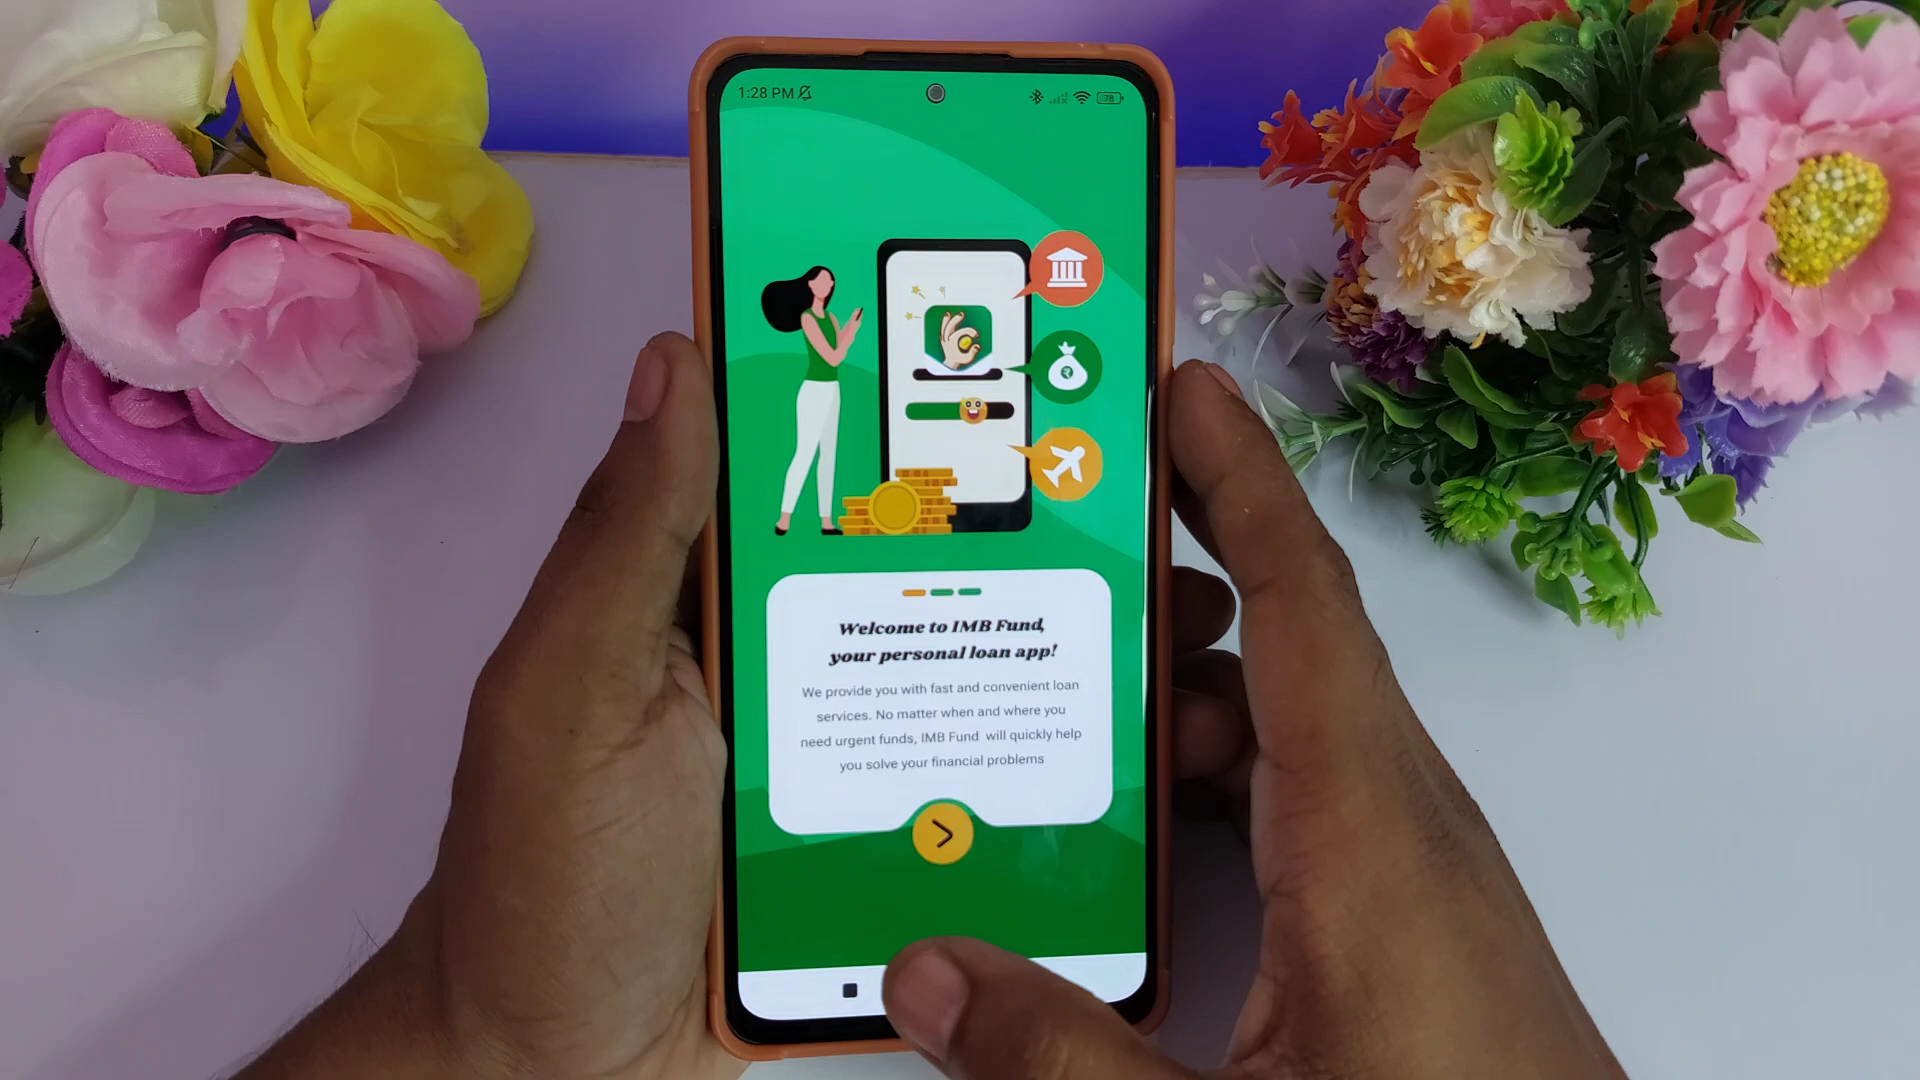 1:28 PM
78
₹
Welcome to IMB Fund,
your personal loan app!
We provide you with fast and convenient loan
services. No matter when and where you
need urgent funds, IMB Fund will quickly help
you solve your financial problems